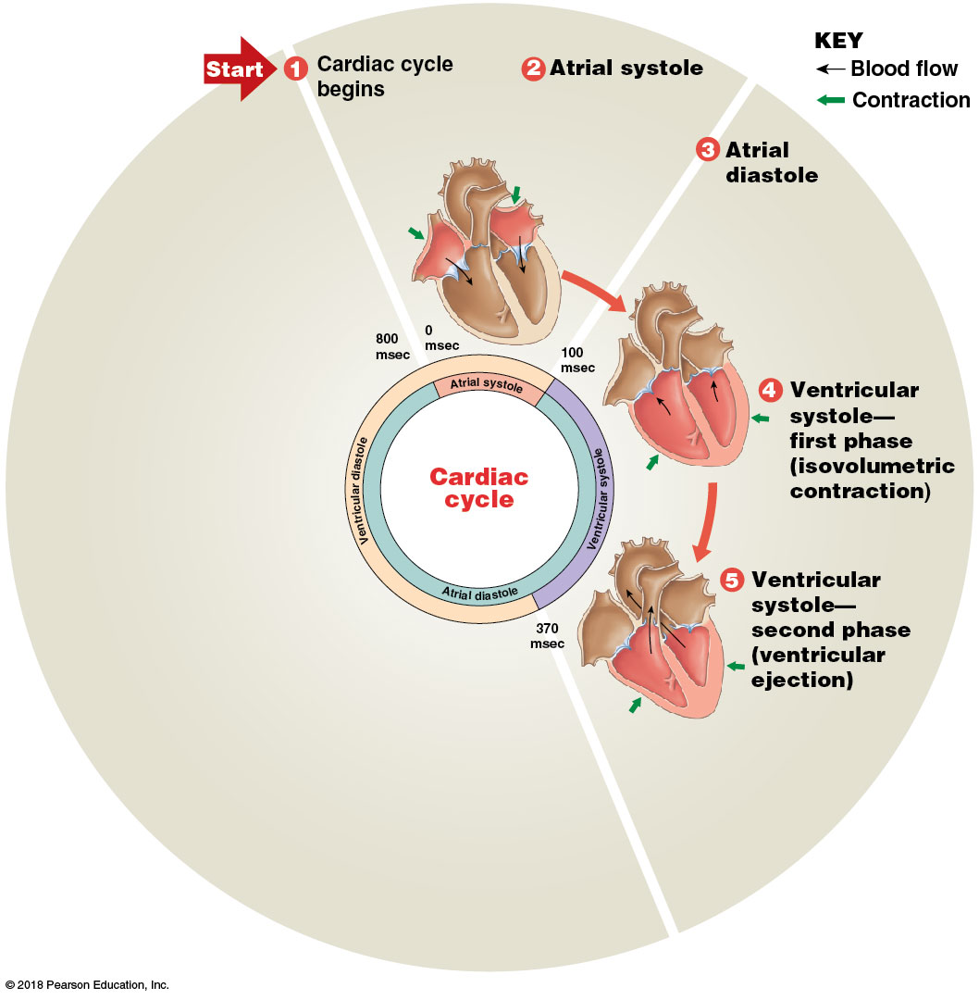 Start
1 Cardiac cycle
begins
2 Atrial systole
KEY
Blood flow
Contraction
3 Atrial
diastole
800
msec
0
msec
100
msec
Atrial systole
Ventricular diastole
Ventricular systole
Atrial diastole
Cardiac
cycle
370
msec
4 Ventricular
systole—
first phase
(isovolumetric
contraction)
5 Ventricular
systole—
second phase
(ventricular
ejection)
© 2018 Pearson Education, Inc.